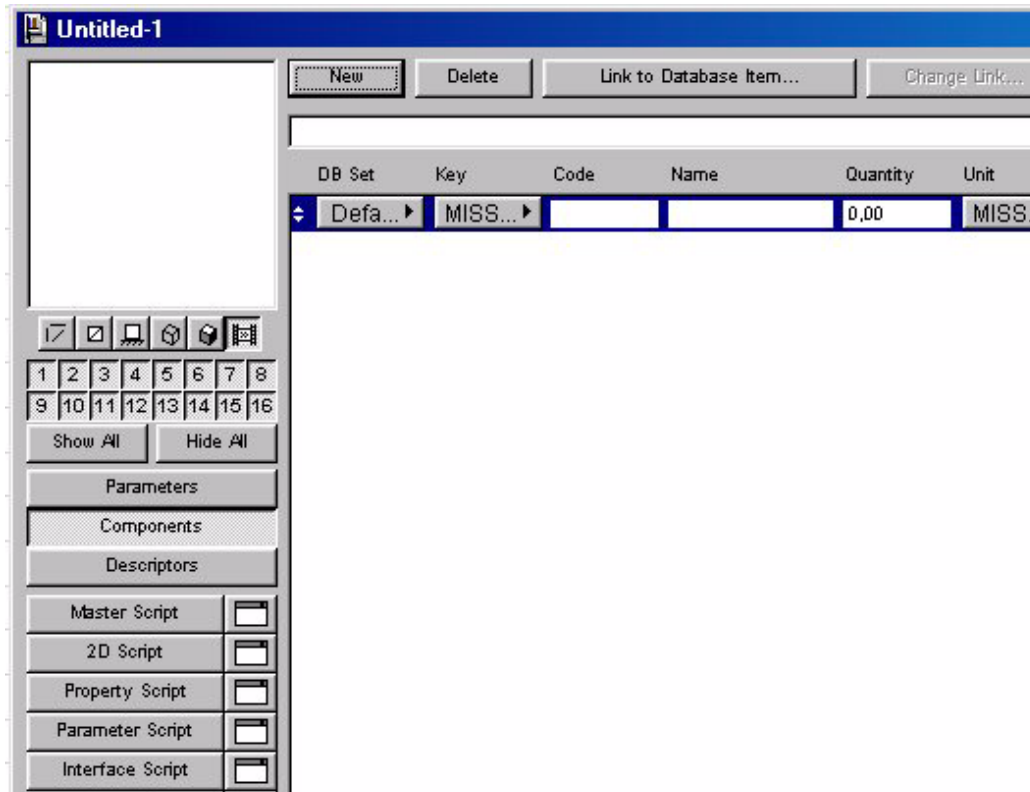 Untitled-1
New Delete Link to Database Item... Change Link....
DB Set Key Code Name Quantity Unit
Defa... MISS... 0,00 MISS.
1 2 3 4 5 6 7 8
9 10 11 12 13 14 15 16
Show All Hide All
Parameters
Components
Descriptors
Master Script
2D Script
Property Script
Parameter Script
Interface Script